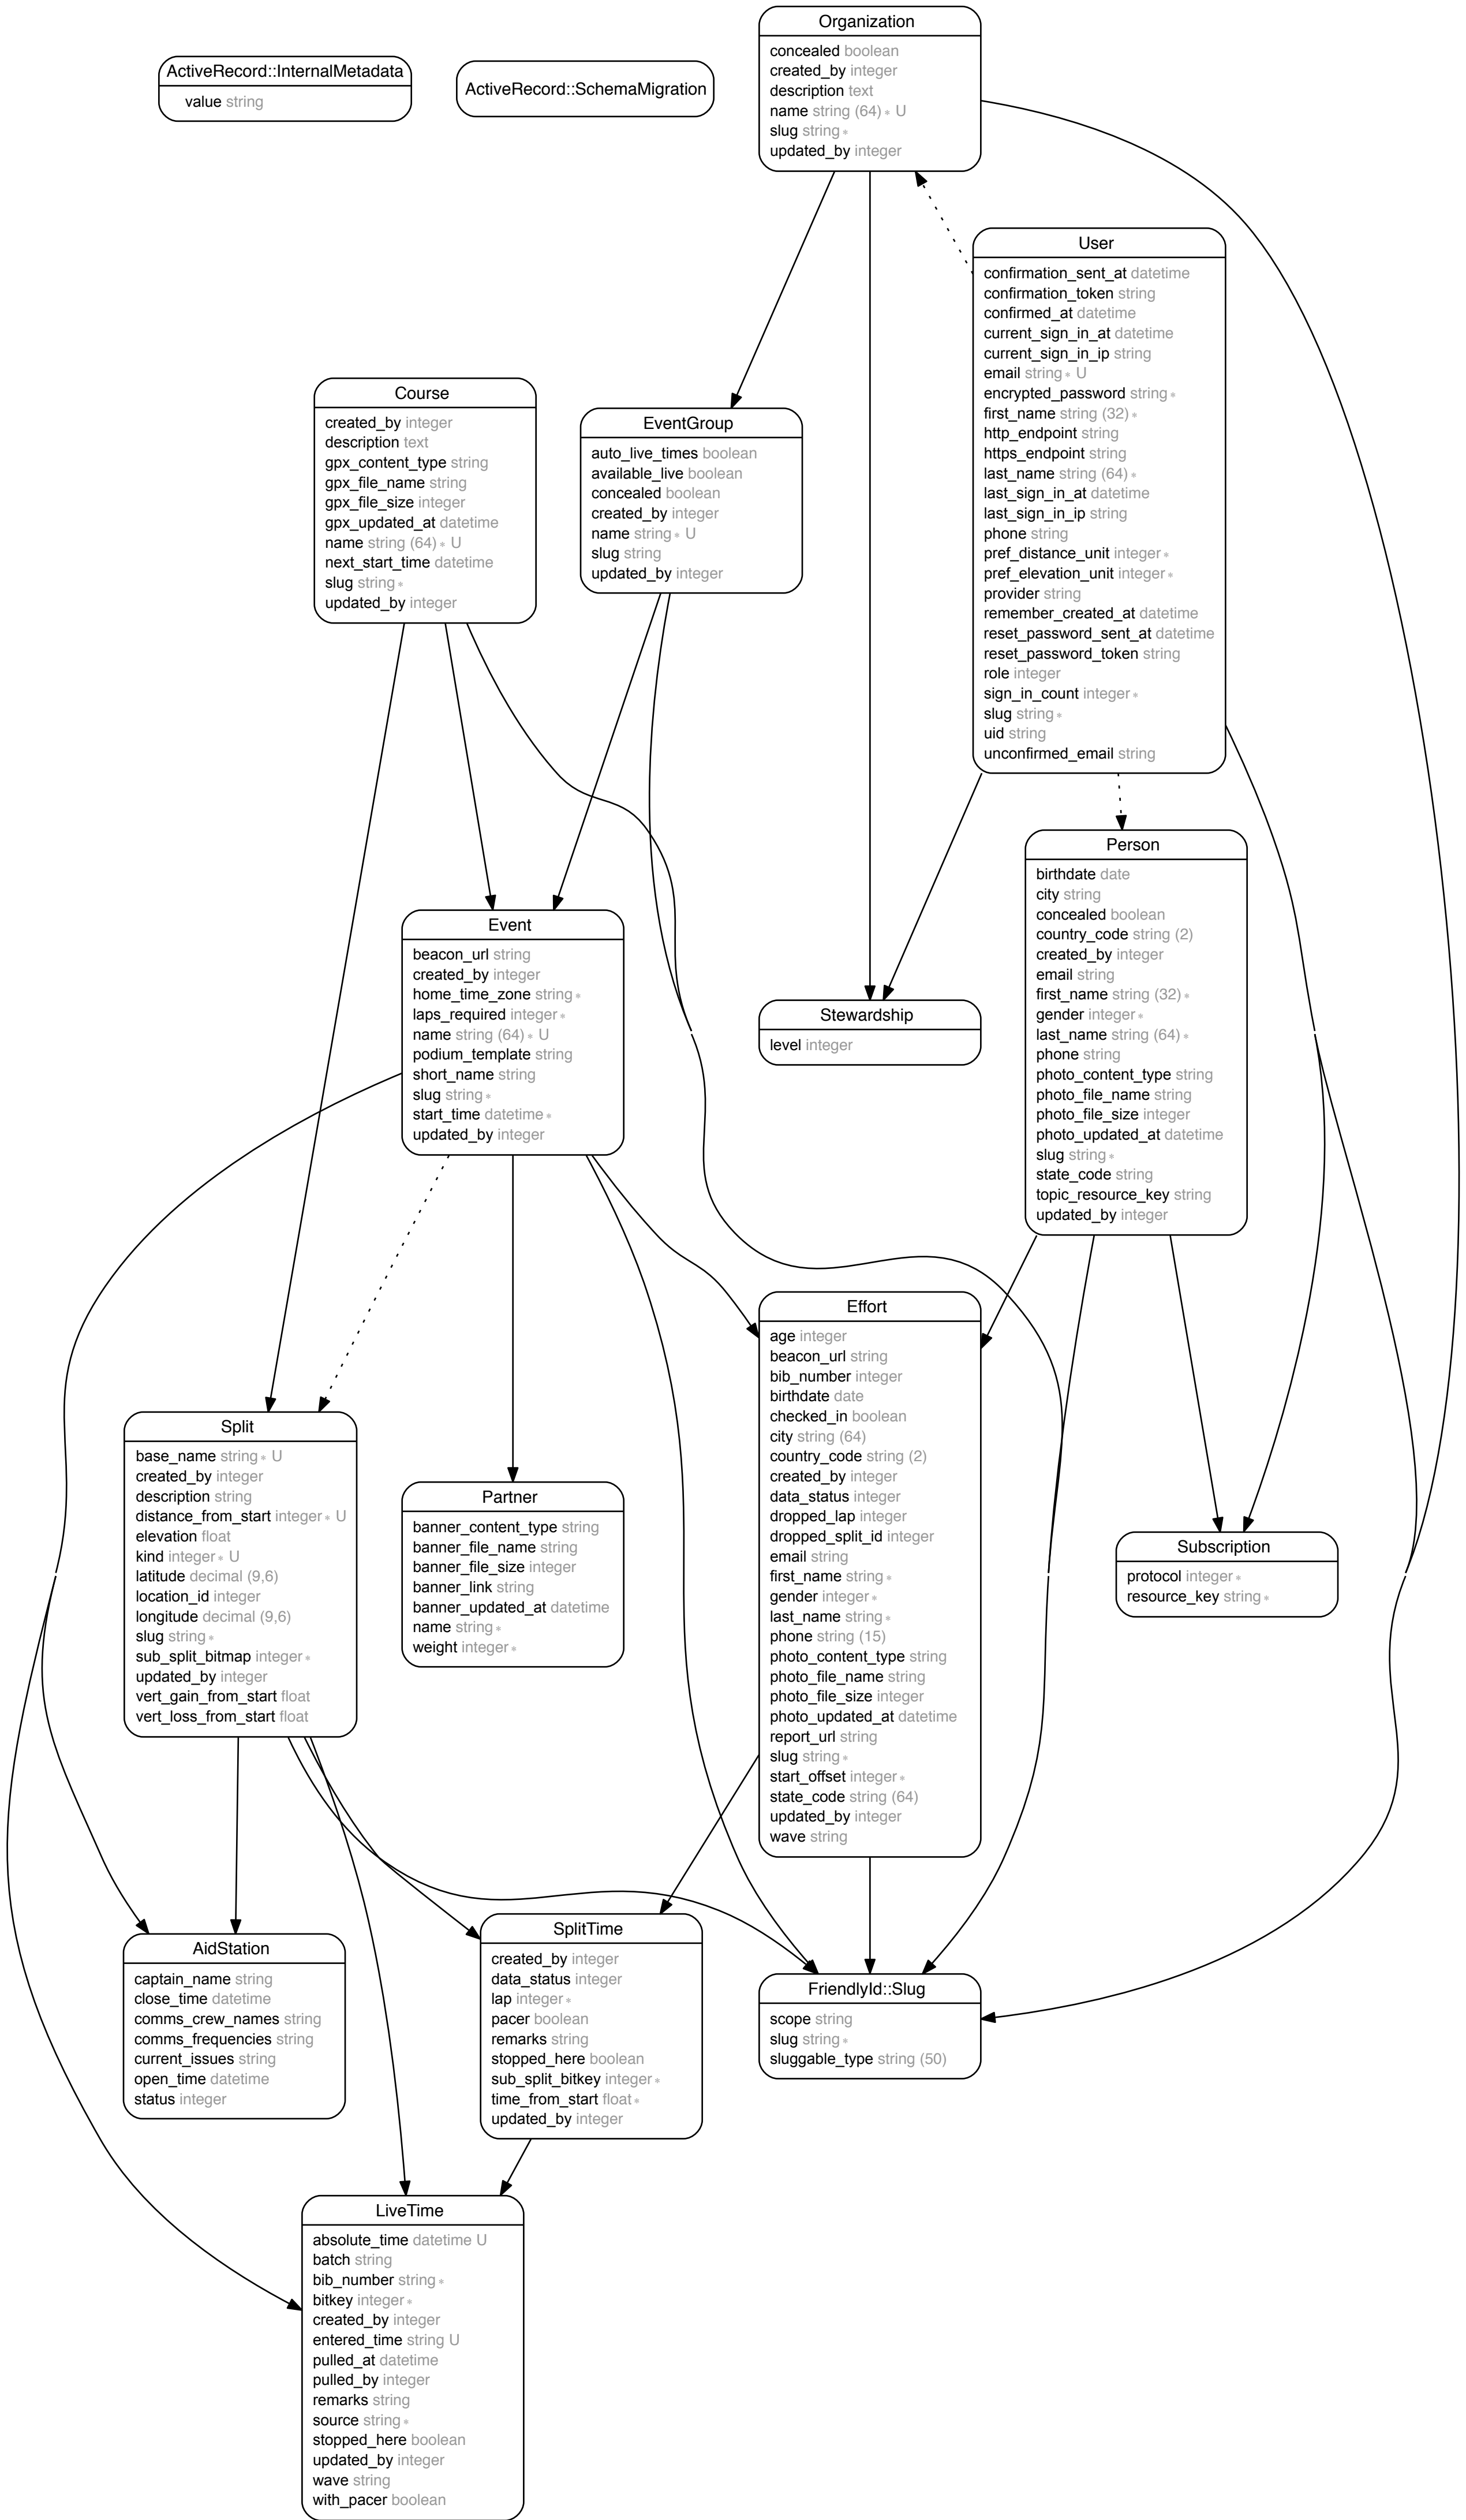 Organization
concealed boolean
created_by integer
description text
name string (64) ∗ U
slug string ∗
updated_by integer
ActiveRecord::InternalMetadata
value string
ActiveRecord::SchemaMigration
User
confirmation_sent_at datetime
confirmation_token string
confirmed_at datetime
current_sign_in_at datetime
current_sign_in_ip string
email string ∗ U
encrypted_password string ∗
first_name string (32) ∗
http_endpoint string
https_endpoint string
last_name string (64) ∗
last_sign_in_at datetime
last_sign_in_ip string
phone string
pref_distance_unit integer ∗
pref_elevation_unit integer ∗
provider string
remember_created_at datetime
reset_password_sent_at datetime
reset_password_token string
role integer
sign_in_count integer ∗
slug string ∗
uid string
unconfirmed_email string
Course
created_by integer
description text
gpx_content_type string
gpx_file_name string
gpx_file_size integer
gpx_updated_at datetime
name string (64) ∗ U
next_start_time datetime
slug string ∗
updated_by integer
EventGroup
auto_live_times boolean
available_live boolean
concealed boolean
created_by integer
name string ∗ U
slug string
updated_by integer
Person
birthdate date
city string
concealed boolean
country_code string (2)
created_by integer
email string
first_name string (32) ∗
gender integer ∗
last_name string (64) ∗
phone string
photo_content_type string
photo_file_name string
photo_file_size integer
photo_updated_at datetime
slug string ∗
state_code string
topic_resource_key string
updated_by integer
Event
beacon_url string
created_by integer
home_time_zone string ∗
laps_required integer ∗
name string (64) ∗ U
podium_template string
short_name string
slug string ∗
start_time datetime ∗
updated_by integer
Stewardship
level integer
Effort
age integer
beacon_url string
bib_number integer
birthdate date
checked_in boolean
city string (64)
country_code string (2)
created_by integer
data_status integer
dropped_lap integer
dropped_split_id integer
email string
first_name string ∗
gender integer ∗
last_name string ∗
phone string (15)
photo_content_type string
photo_file_name string
photo_file_size integer
photo_updated_at datetime
report_url string
slug string ∗
start_offset integer ∗
state_code string (64)
updated_by integer
wave string
Split
base_name string ∗ U
created_by integer
description string
distance_from_start integer ∗ U
elevation float
kind integer ∗ U
latitude decimal (9,6)
location_id integer
longitude decimal (9,6)
slug string ∗
sub_split_bitmap integer ∗
updated_by integer
vert_gain_from_start float
vert_loss_from_start float
Partner
banner_content_type string
banner_file_name string
banner_file_size integer
banner_link string
banner_updated_at datetime
name string ∗
weight integer ∗
Subscription
protocol integer ∗
resource_key string ∗
AidStation
captain_name string
close_time datetime
comms_crew_names string
comms_frequencies string
current_issues string
open_time datetime
status integer
SplitTime
created_by integer
data_status integer
lap integer ∗
pacer boolean
remarks string
stopped_here boolean
sub_split_bitkey integer ∗
time_from_start float ∗
updated_by integer
FriendlyId::Slug
scope string
slug string ∗
sluggable_type string (50)
LiveTime
absolute_time datetime U
batch string
bib_number string ∗
bitkey integer ∗
created_by integer
entered_time string U
pulled_at datetime
pulled_by integer
remarks string
source string ∗
stopped_here boolean
updated_by integer
wave string
with_pacer boolean